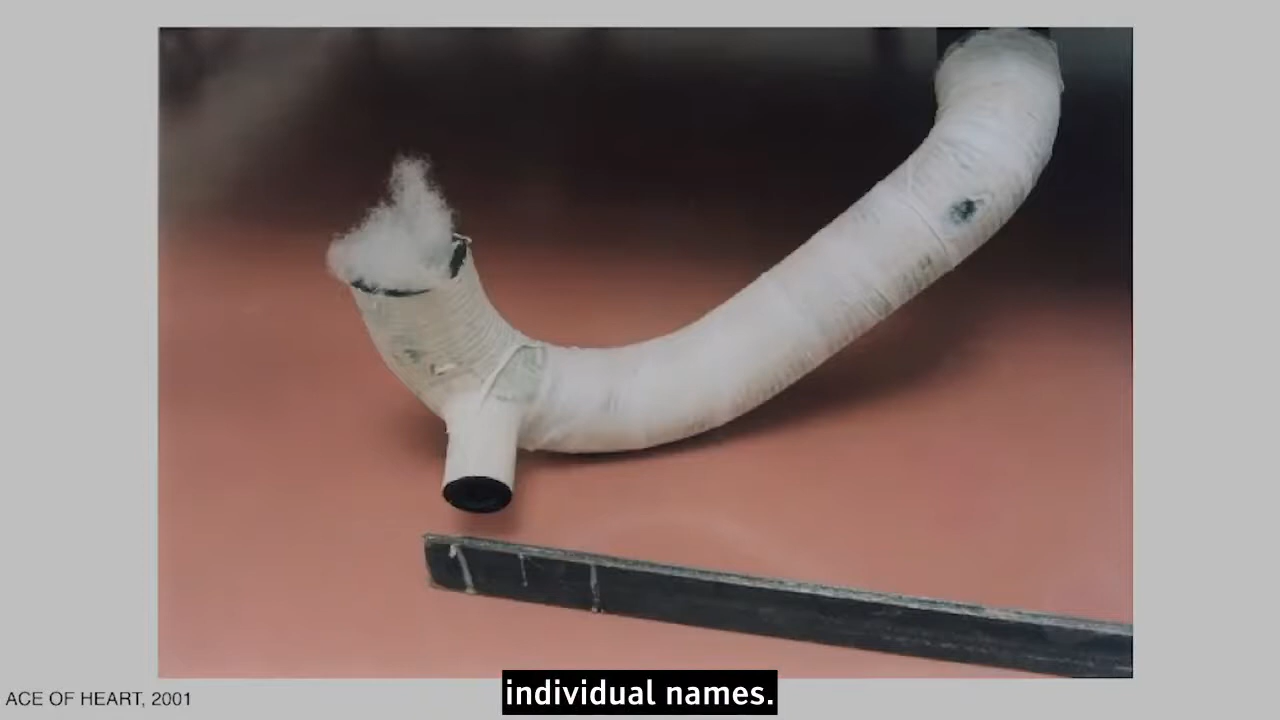 ACE OF HEART, 2001
individual names.